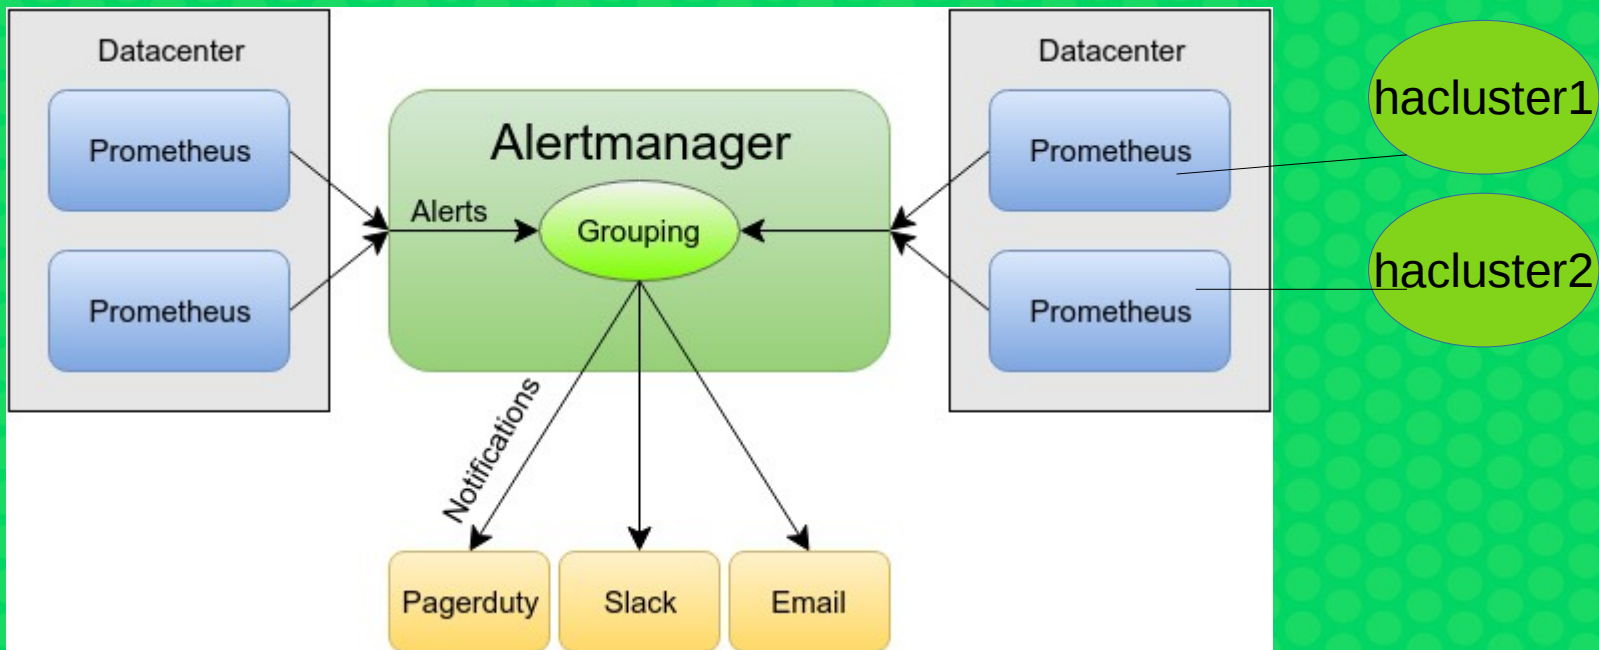 Datacenter
Prometheus
Prometheus
Alertmanager
Alerts
Grouping
Notifications
Pagerduty
Slack
Email
Datacenter
Prometheus
Prometheus
hacluster1
hacluster2